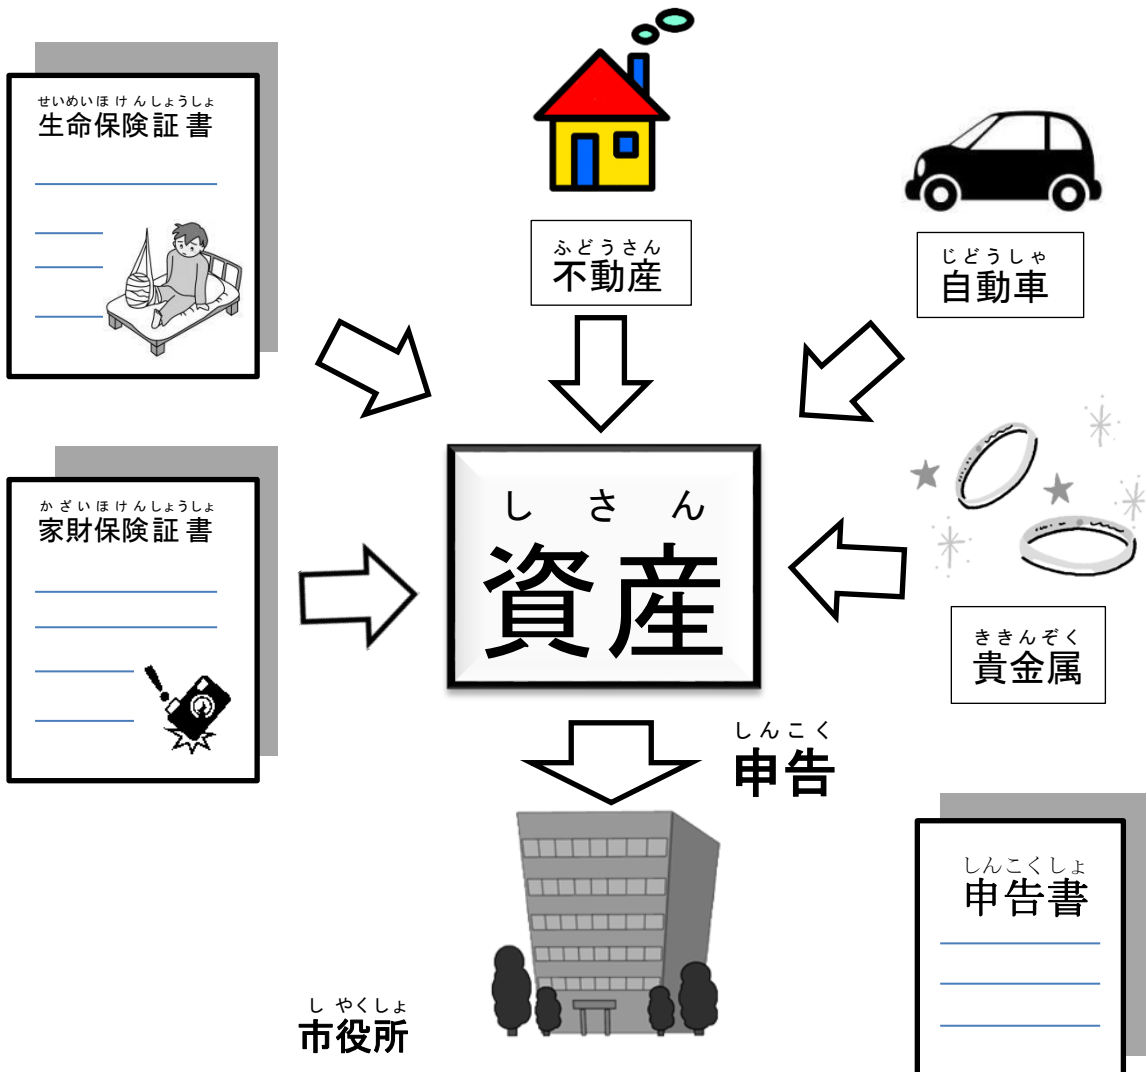 せいめいほけんしょうしょ
生命保険証書
ふどうさん
不動産
じどうしゃ
自動車
かざいほけんしょうしょ
家財保険証書
しさん
資産
ききんぞく
貴金属
しんこく
申告
しんこくしょ
申告書
しやくしょ
市役所